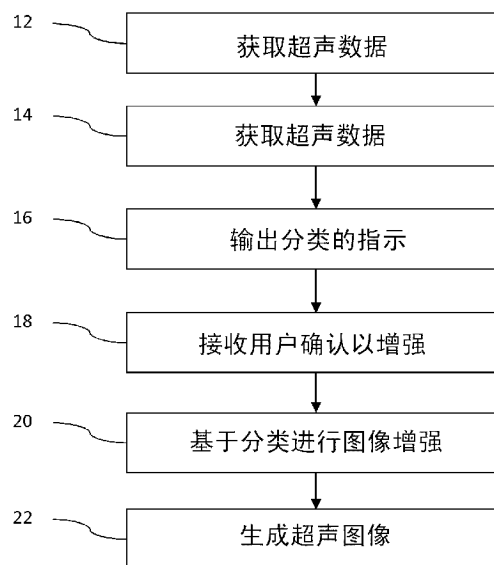 12
获取超声数据
14
获取超声数据
16
输出分类的指示
18
接收用户确认以增强
20
基于分类进行图像增强
22
生成超声图像